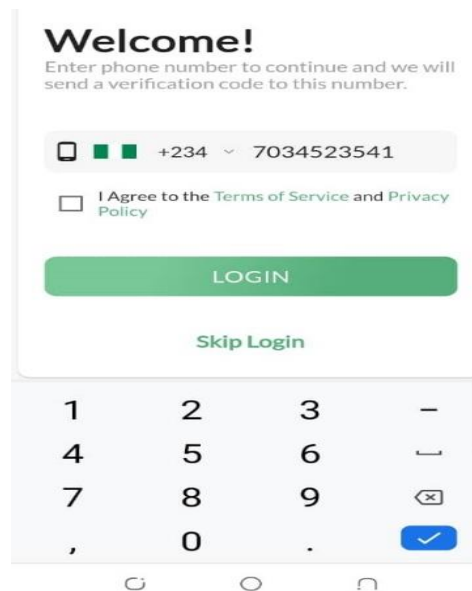 Welcome!
Enter phone number to continue and we will
send a verification code to this number.
+234 7034523541
I Agree to the Terms of Service and Privacy
Policy
LOGIN
Skip Login
1 2 3 –
4 5 6
7 8 9
, 0 .